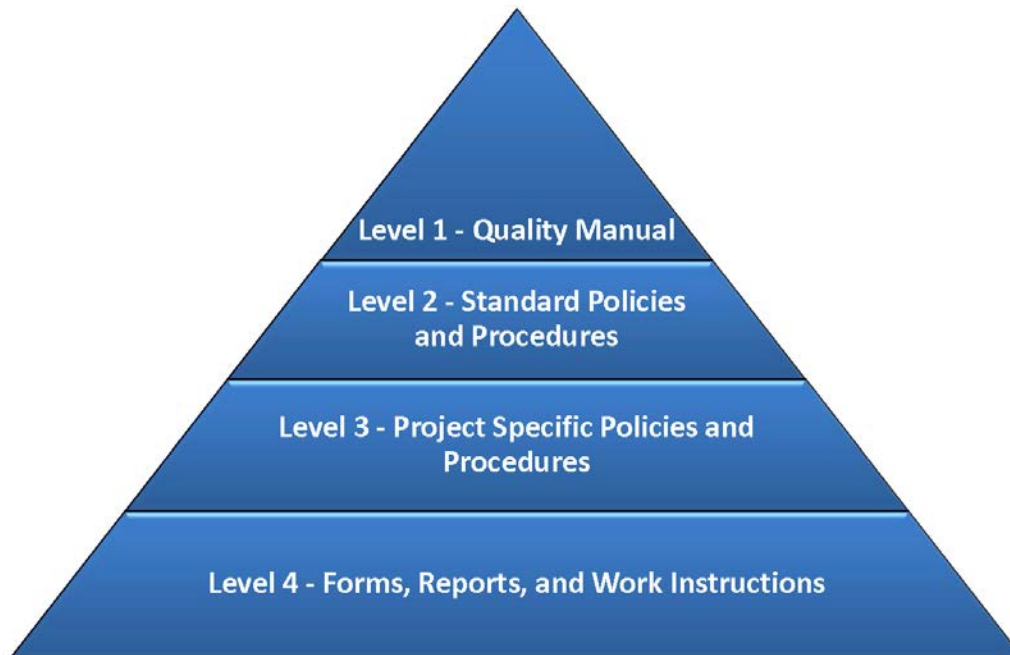 Level 1 - Quality Manual
Level 2 - Standard Policies
and Procedures
Level 3 - Project Specific Policies and
Procedures
Level 4 - Forms, Reports, and Work Instructions